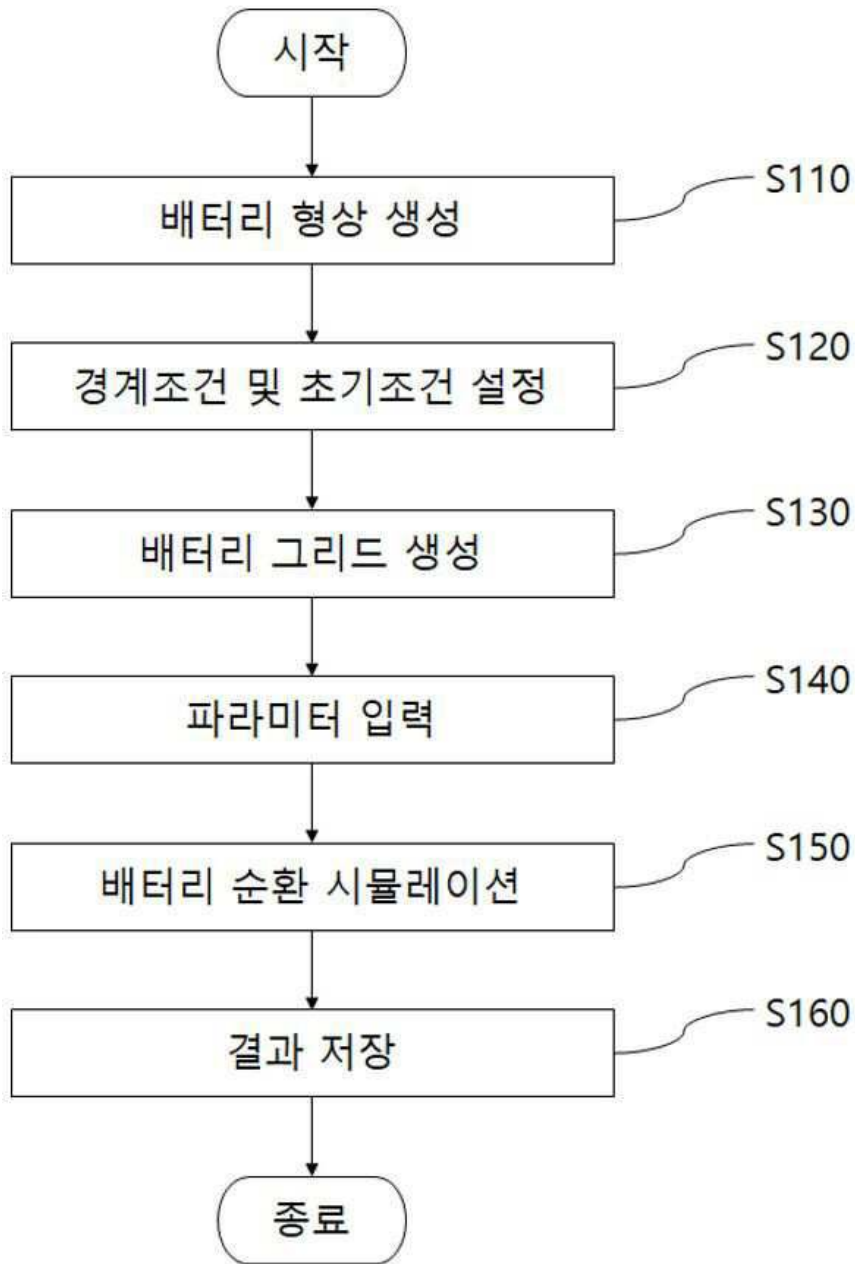 시작
배터리 형상 생성
S110
경계조건 및 초기조건 설정
S120
배터리 그리드 생성
S130
파라미터 입력
S140
배터리 순환 시뮬레이션
S150
결과 저장
S160
종료